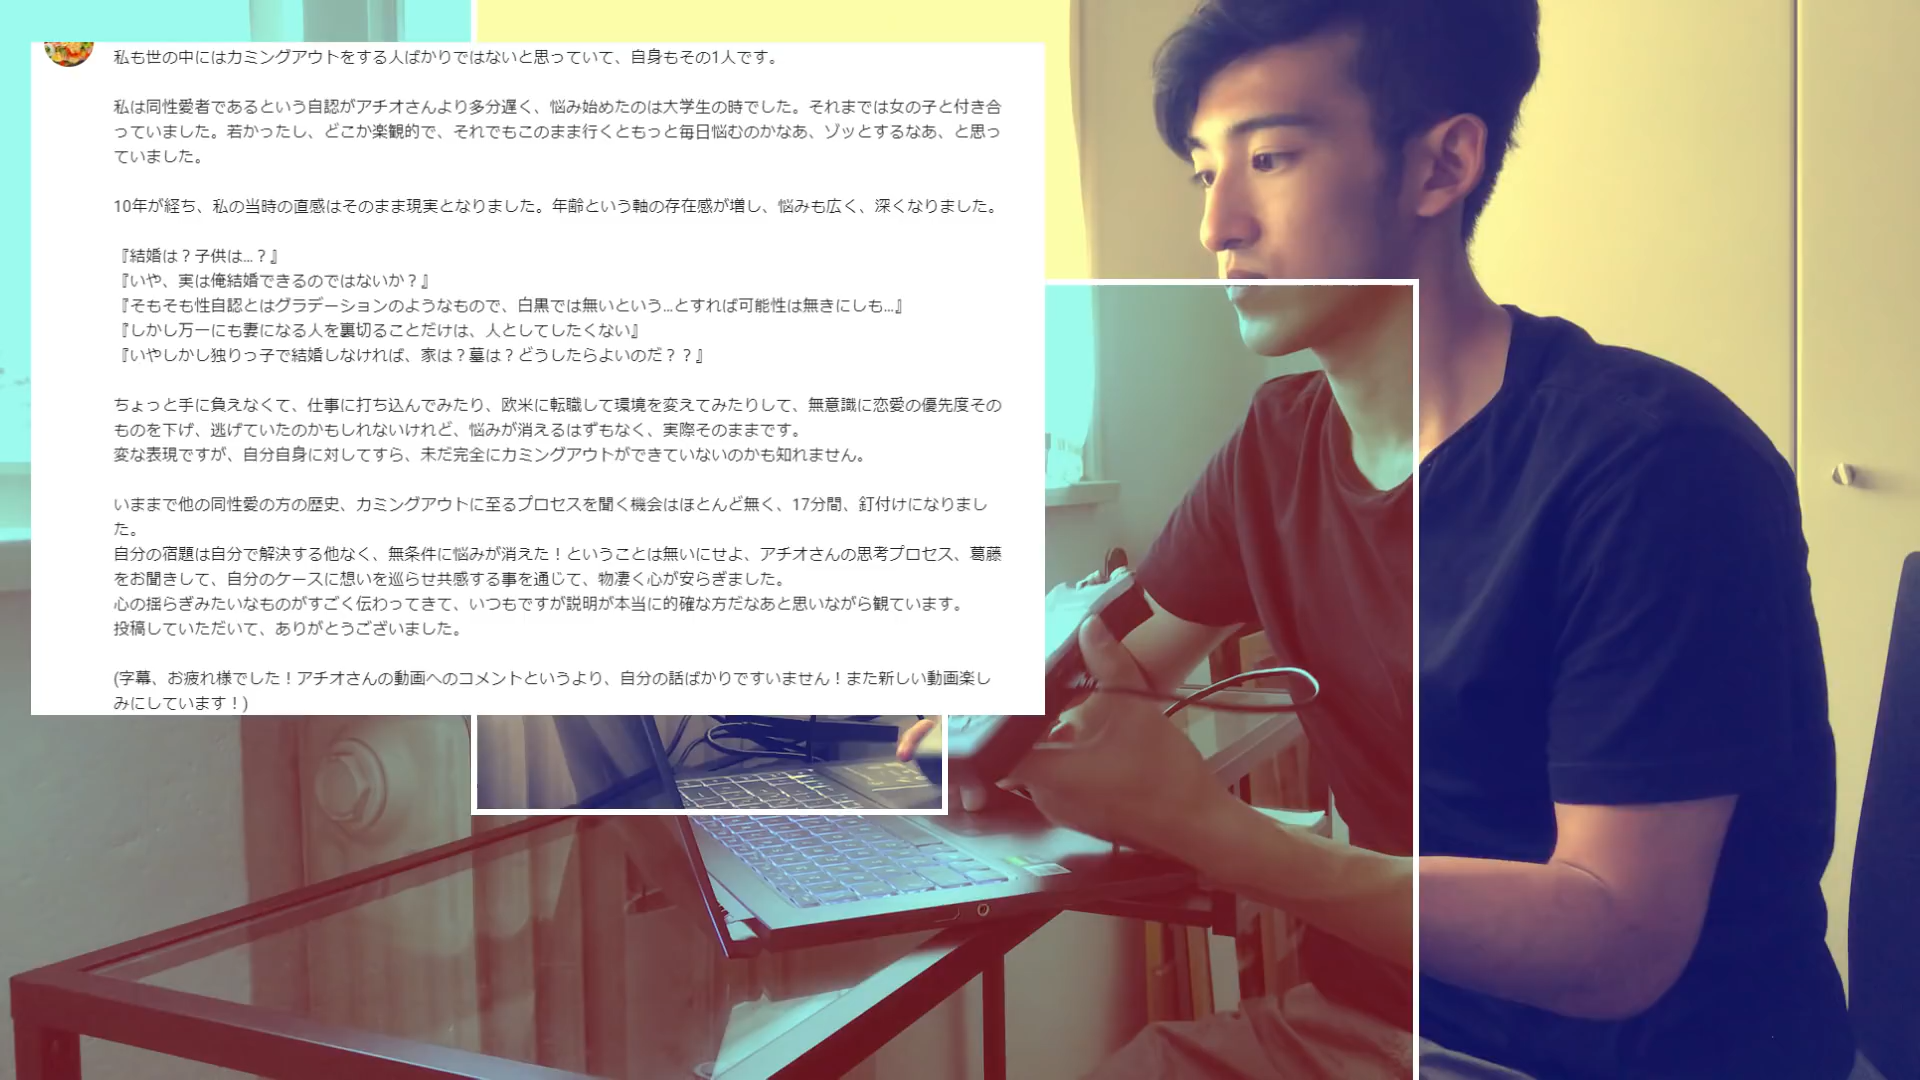 私も世の中にはカミングアウトをする人ばかりではないと思っていて、自身もその1人です。
私は同性愛者であるという自認がアチオさんより多分遅く、悩み始めたのは大学生の時でした。それまでは女の子と付き合
っていました。若かったし、どこか楽観的で、それでもこのまま行くともっと毎日悩むのかなあ、ゾッとするなあ、と思っ
ていました。
10年が経ち、私の当時の直感はそのまま現実となりました。年齢という軸の存在感が増し、悩みも広く、深くなりました。
『結婚は？子供は…？』
『いや、実は俺結婚できるのではないか？』
『そもそも性自認とはグラデーションのようなもので、白黒では無いという…とすれば可能性は無きにしも…』
『しかし万一にも妻になる人を裏切ることだけは、人としてしたくない』
『いやしかし独りっ子で結婚しなければ、家は？墓は？どうしたらよいのだ？？』
ちょっと手に負えなくて、仕事に打ち込んでみたり、欧米に転職して環境を変えてみたりして、無意識に恋愛の優先度その
ものを下げ、逃げていたのかもしれないけれど、悩みが消えるはずもなく、実際そのままです。
変な表現ですが、自分自身に対してすら、未だ完全にカミングアウトができていないのかも知れません。
いままで他の同性愛の方の歴史、カミングアウトに至るプロセスを聞く機会はほとんど無く、17分間、釘付けになりまし
た。
自分の宿題は自分で解決する他なく、無条件に悩みが消えた！ということは無いにせよ、アチオさんの思考プロセス、葛藤
をお聞きして、自分のケースに想いを巡らせ共感する事を通じて、物凄く心が安らぎました。
心の揺らぎみたいなものがすごく伝わってきて、いつもですが説明が本当に的確な方だなあと思いながら観ています。
投稿していただいて、ありがとうございました。
(字幕、お疲れ様でした！アチオさんの動画へのコメントというより、自分の話ばかりですいません！また新しい動画楽し
みにしています！)